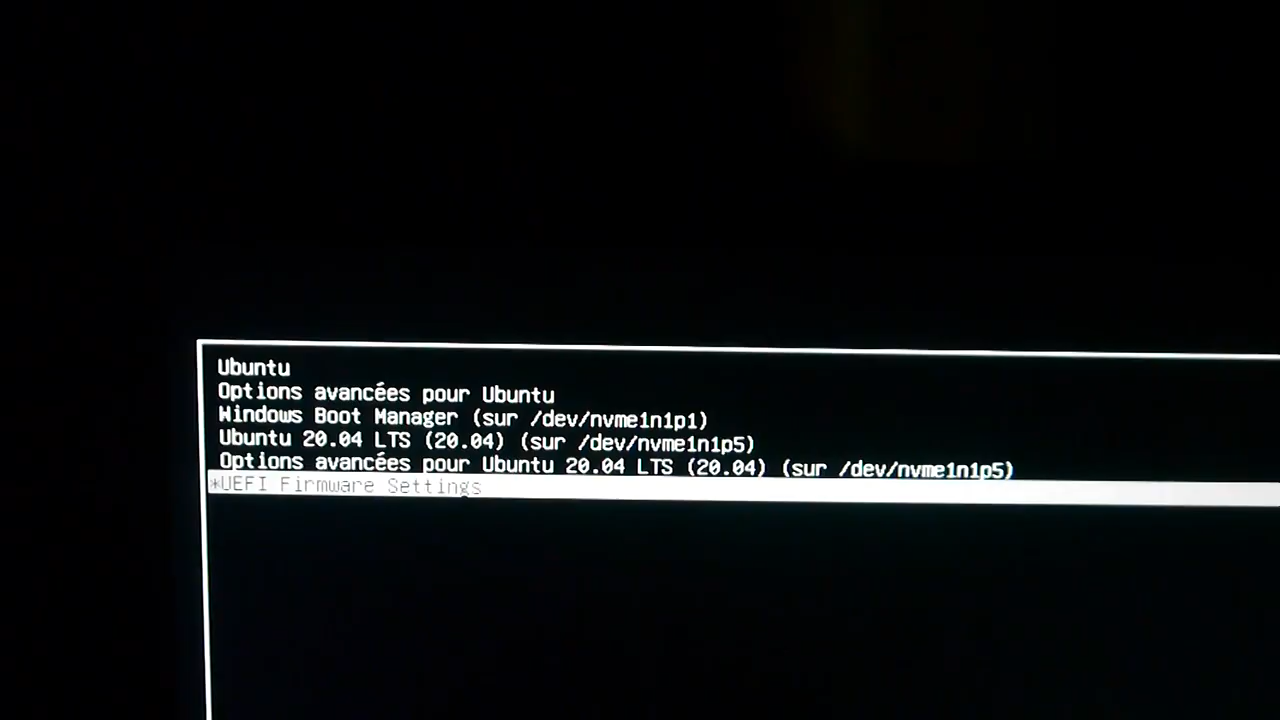 Ubuntu
Options avancées pour Ubuntu
Windows Boot Manager (sur /dev/nvme1n1p1)
Ubuntu 20.04 LTS (20.04) (sur /dev/nvme1n1p5)
Options avancées pour Ubuntu 20.04 LTS (20.04) (sur /dev/nvme1n1p5)
*UEFI Firmware Settings